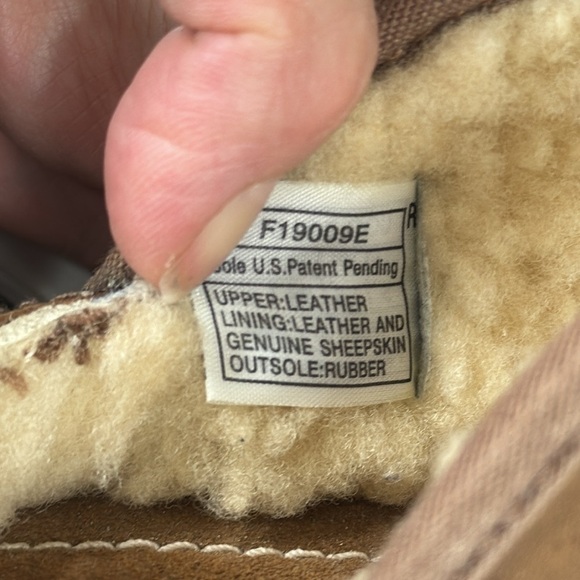 F19009E
R
Sole U.S.Patent Pending
UPPER:LEATHER
LINING:LEATHER AND
GENUINE SHEEPSKIN
OUTSOLE:RUBBER